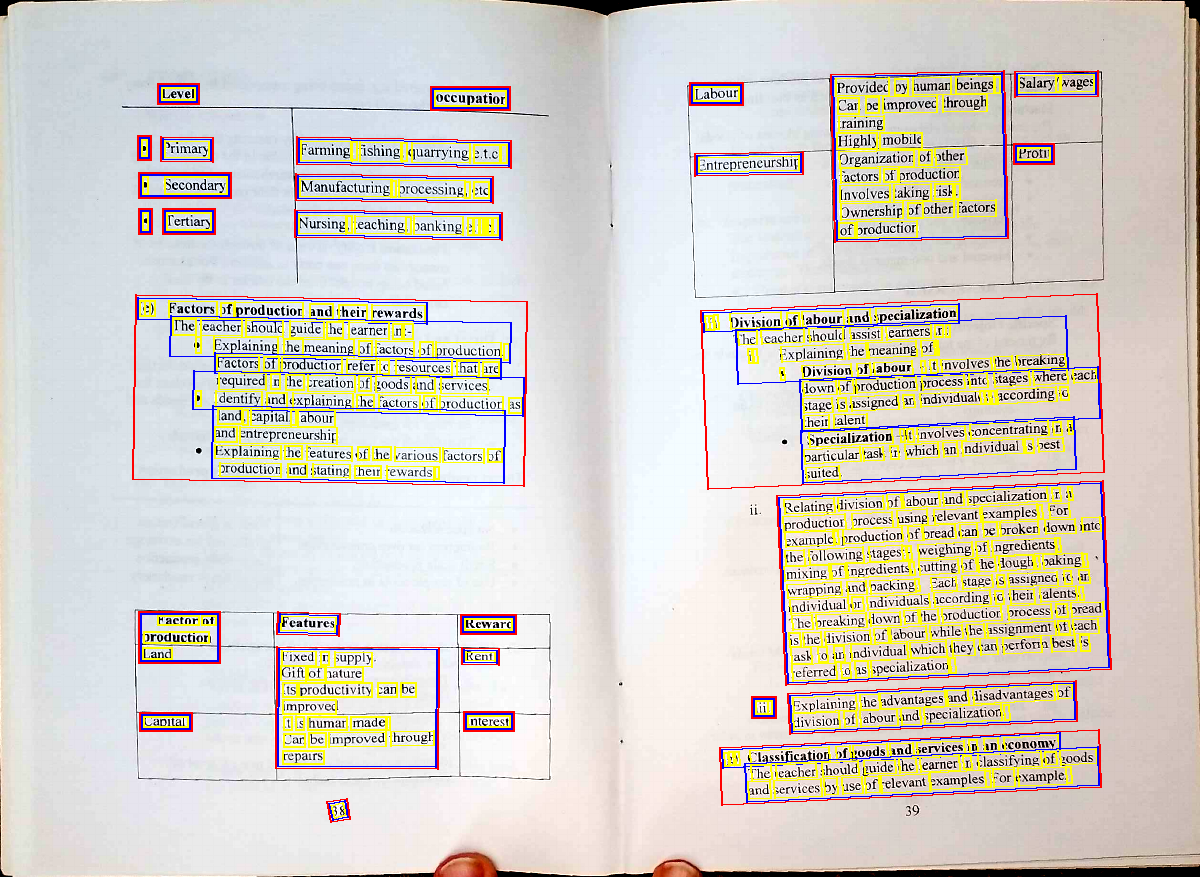 Level occupation
• Primary Farming, fishing, quarrying e.t.c
• Secondary Manufacturing, processing, etc
• Tertiary Nursing, teaching, banking e.t.c.
e) Factors of production and their rewards
The teacher should guide the learner in:-
• Explaining the meaning of factors of production.
Factors of production refer to resources that are
required in the creation of goods and services.
• Identify and explaining the factors of production as
land, capital, labour
and entrepreneurship
• Explaining the features of the various factors of
production and stating their rewards.
Factor of production Features Reward
Land Fixed in supply. Rent
Gift of nature
Its productivity can be
improved
Capital It is human made Interest
Can be improved through
repairs
38
Labour Provided by human beings Salary/wages
Can be improved through
training
Highly mobile
Entrepreneurship Organization of other Profit
factors of production
Involves taking risk.
Ownership of other factors
of production
Division of labour and specialization
The teacher should assist learners in:
i. Explaining the meaning of
• Division of labour - It involves the breaking
down of production process into stages where each
stage is assigned an individual(s) according to
their talent
• Specialization - It involves concentrating in a
particular task in which an individual is best
suited.
ii. Relating division of labour and specialization in a
production process using relevant examples. For
example, production of bread can be broken down into
the following stages:- weighing of ingredients,
mixing of ingredients, cutting of the dough, baking,
wrapping and packing. Each stage is assigned to an
individual or individuals according to their talents.
The breaking down of the production process of bread
is the division of labour while the assignment of each
task to an individual which they can perform best is
referred to as specialization
iii. Explaining the advantages and disadvantages of
division of labour and specialization.
Classification of goods and services in an economy
The teacher should guide the learner in classifying of goods
and services by use of relevant examples. For example,
39